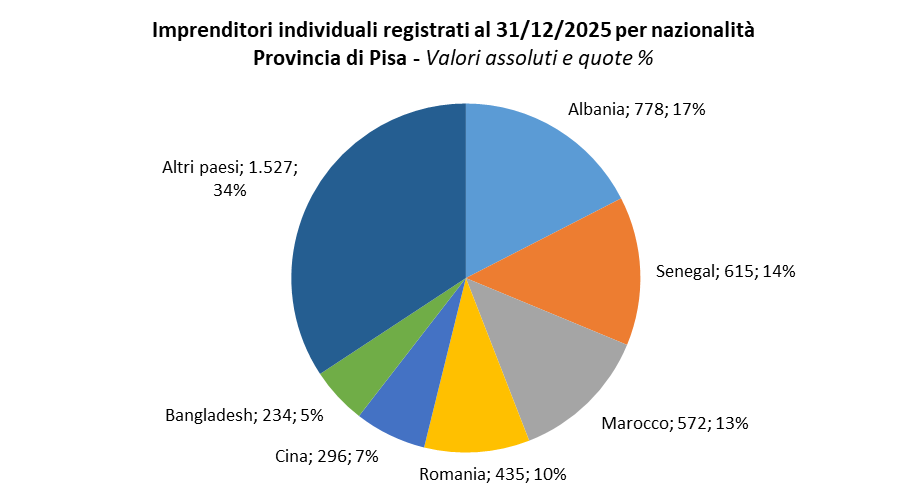 Imprenditori individuali registrati al 31/12/2025 per nazionalità
Provincia di Pisa - Valori assoluti e quote %
Albania; 778; 17%
Altri paesi; 1.527;
34%
Senegal; 615; 14%
Bangladesh; 234; 5%
Marocco; 572; 13%
Cina; 296; 7%
Romania; 435; 10%